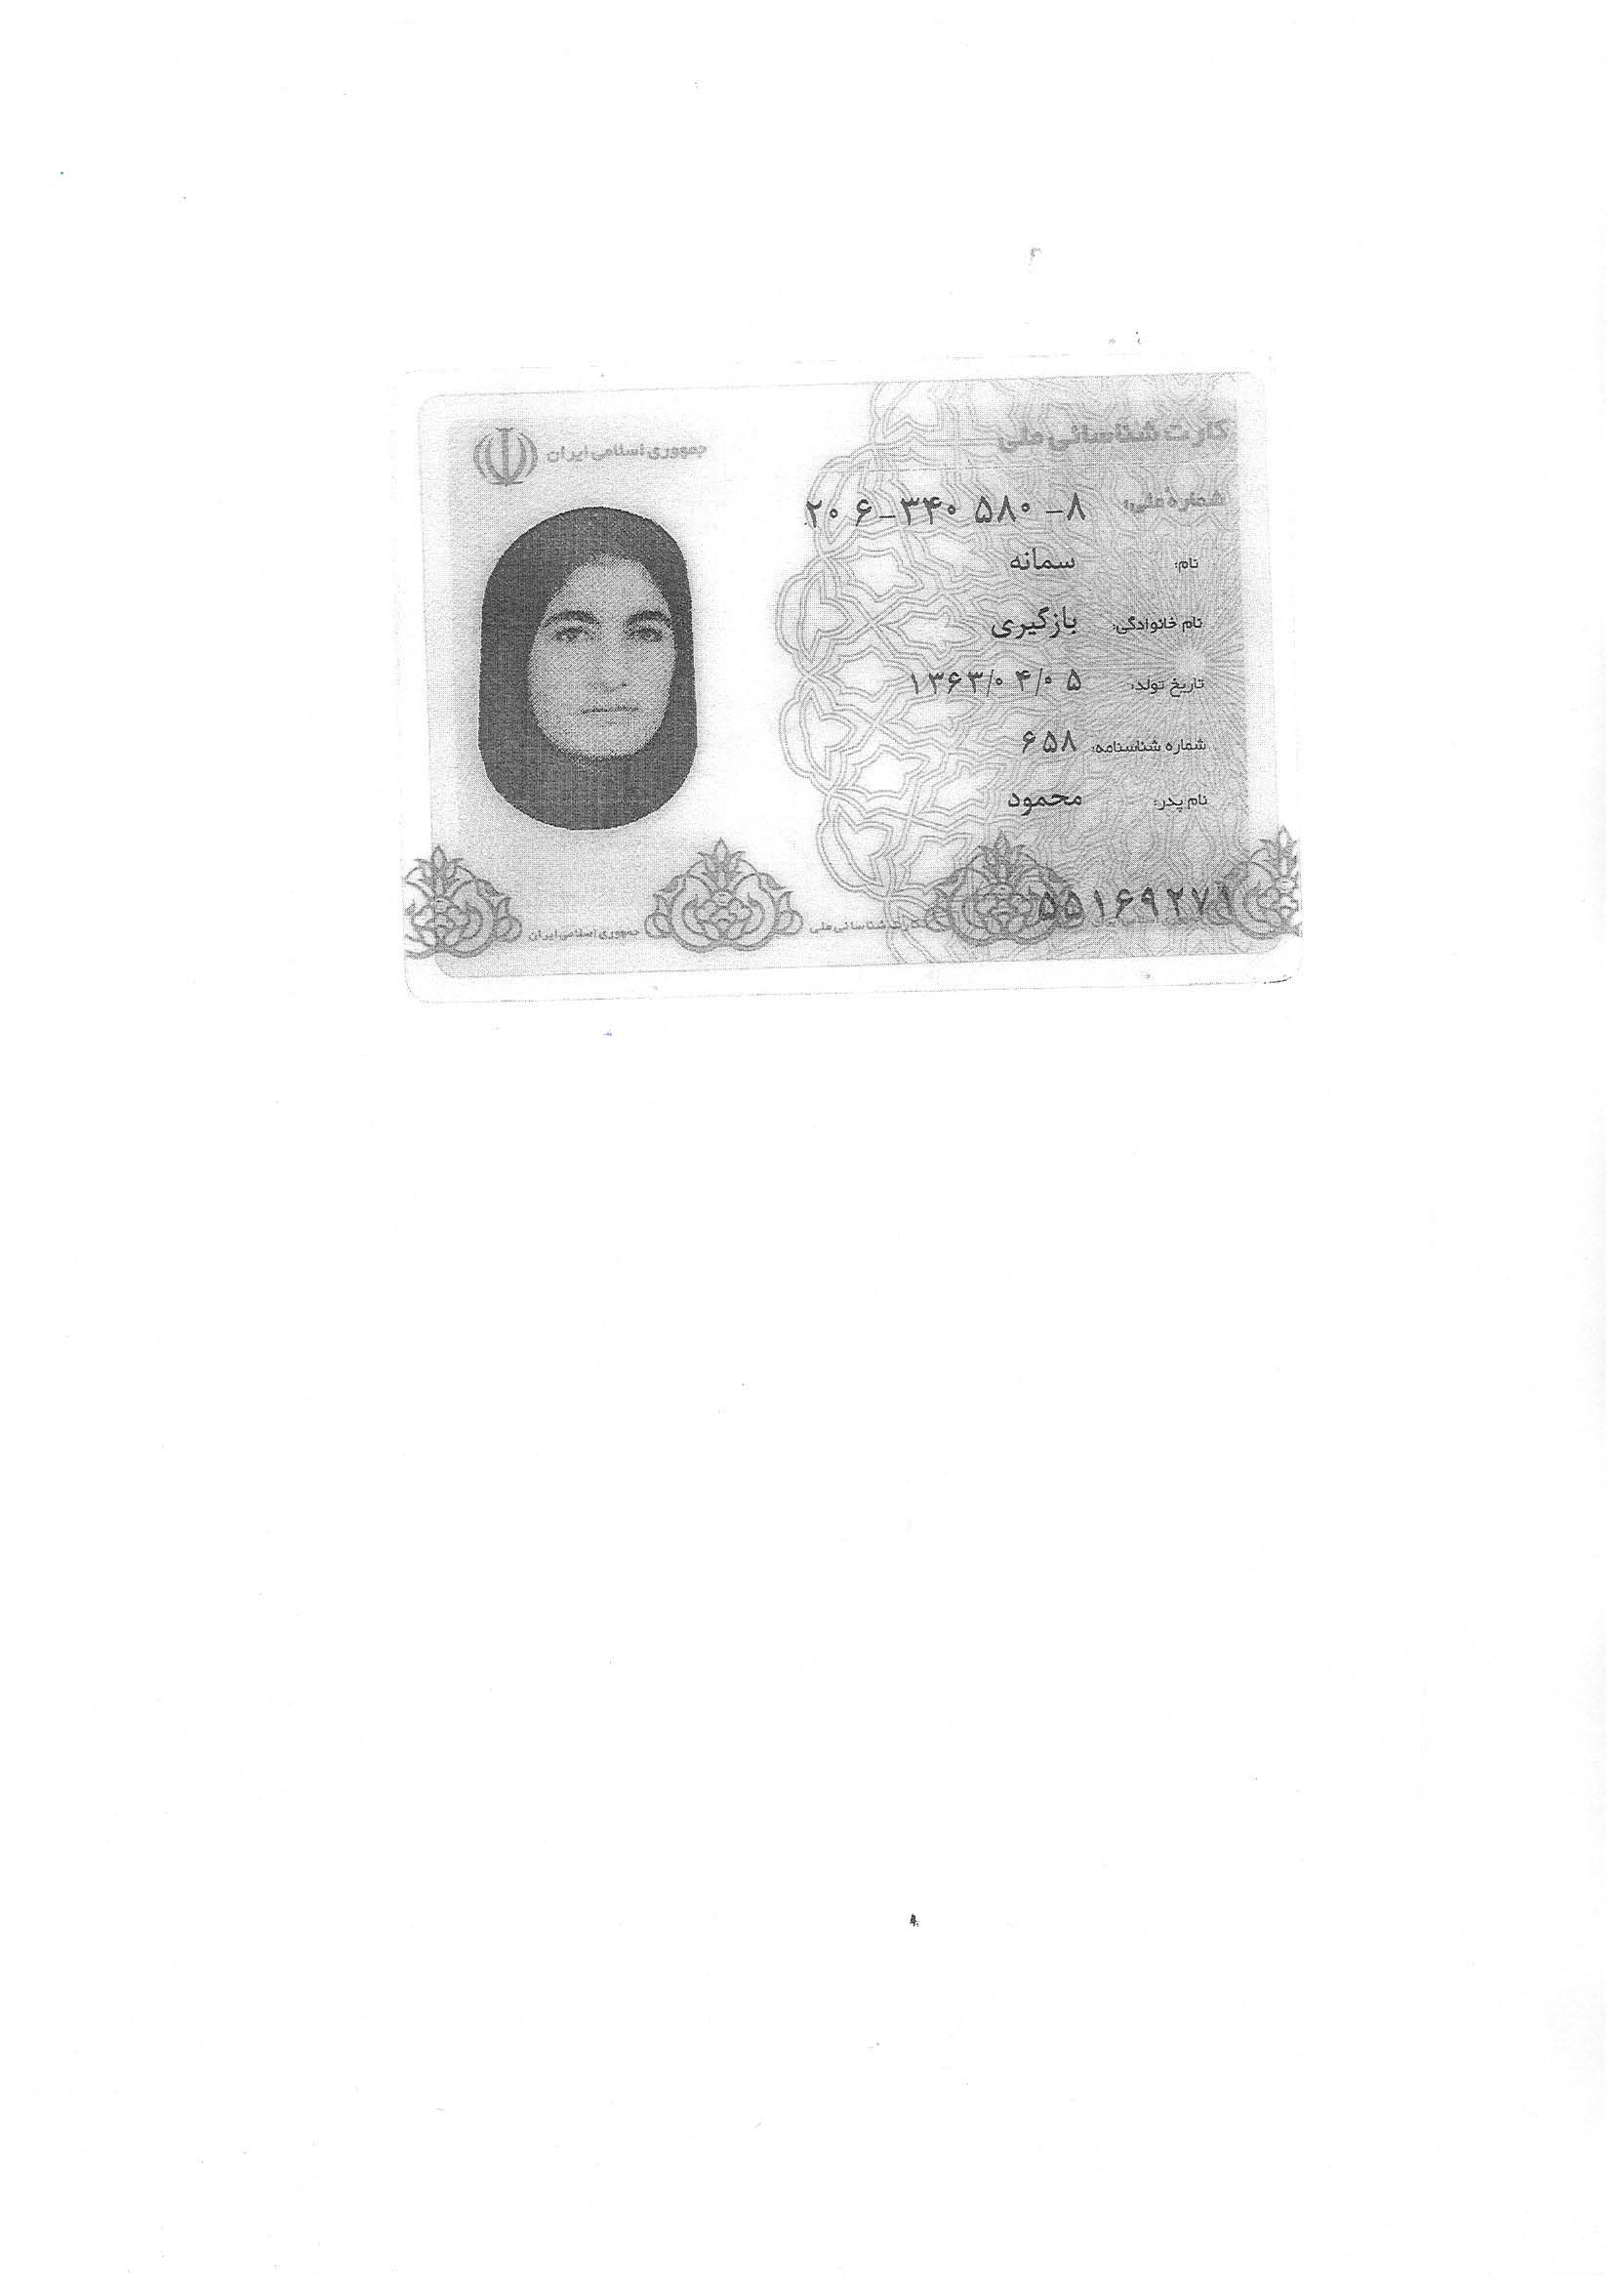 کارت شناسائی ملی
جمهوری اسلامی ایران
شماره ملی: ۲۰۶-۳۴۰۵۸۰-۸
نام: سمانه
نام خانوادگی: بازگیری
تاریخ تولد: ۱۳۶۳/۰۴/۰۵
شماره شناسنامه: ۶۵۸
نام پدر: محمود
۵۵۱۶۹۲۷۱
کارت شناسائی ملی
جمهوری اسلامی ایران